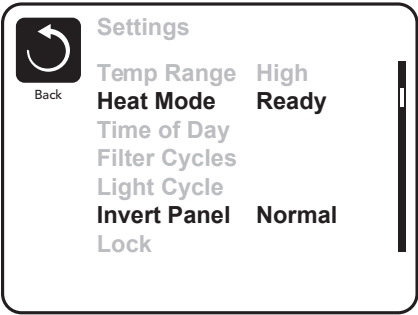 Settings
Back
Temp Range High
Heat Mode Ready
Time of Day
Filter Cycles
Light Cycle
Invert Panel Normal
Lock